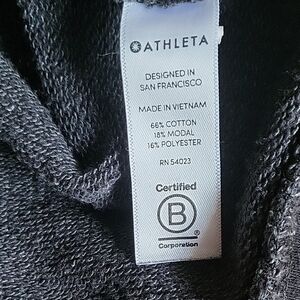 ATHLETA
DESIGNED IN
SAN FRANCISCO
MADE IN VIETNAM
66% COTTON
18% MODAL
16% POLYESTER
RN 54023
Certified
B
®
Corporation